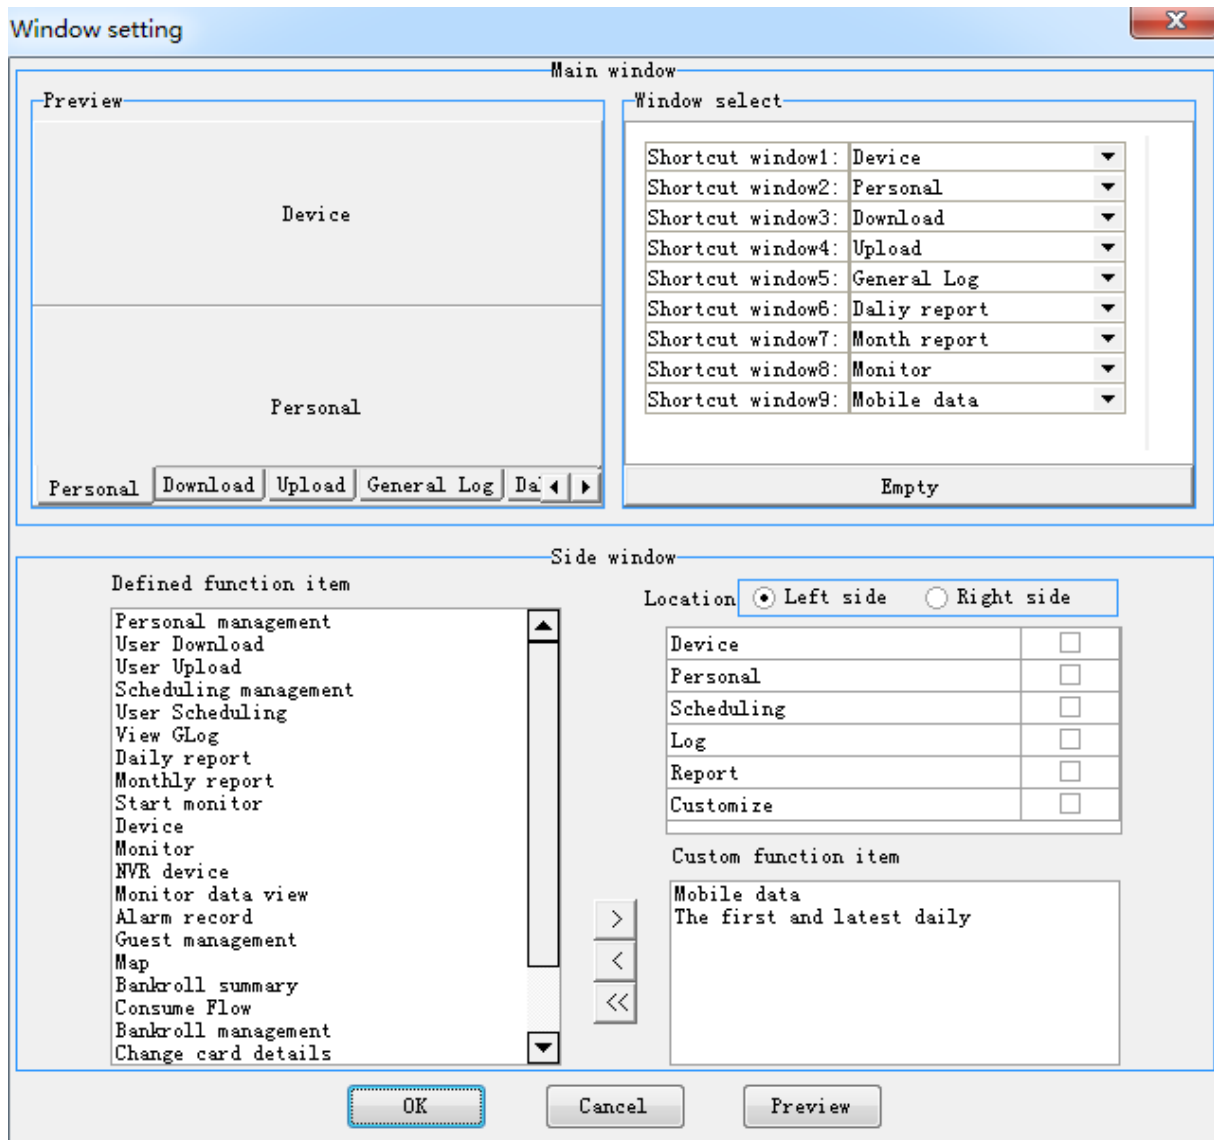 Window setting
Main window
Preview
Device
Personal
Personal Download Upload General Log Da
Window select
Shortcut window1: Device
Shortcut window2: Personal
Shortcut window3: Download
Shortcut window4: Upload
Shortcut window5: General Log
Shortcut window6: Daliy report
Shortcut window7: Month report
Shortcut window8: Monitor
Shortcut window9: Mobile data
Empty
Side window
Defined function item
Personal management
User Download
User Upload
Scheduling management
User Scheduling
View GLog
Daily report
Monthly report
Start monitor
Device
Monitor
NVR device
Monitor data view
Alarm record
Guest management
Map
Bankroll summary
Consume Flow
Bankroll management
Change card details
>
<
<<
Location Left side Right side
Device
Personal
Scheduling
Log
Report
Customize
Custom function item
Mobile data
The first and latest daily
OK Cancel Preview